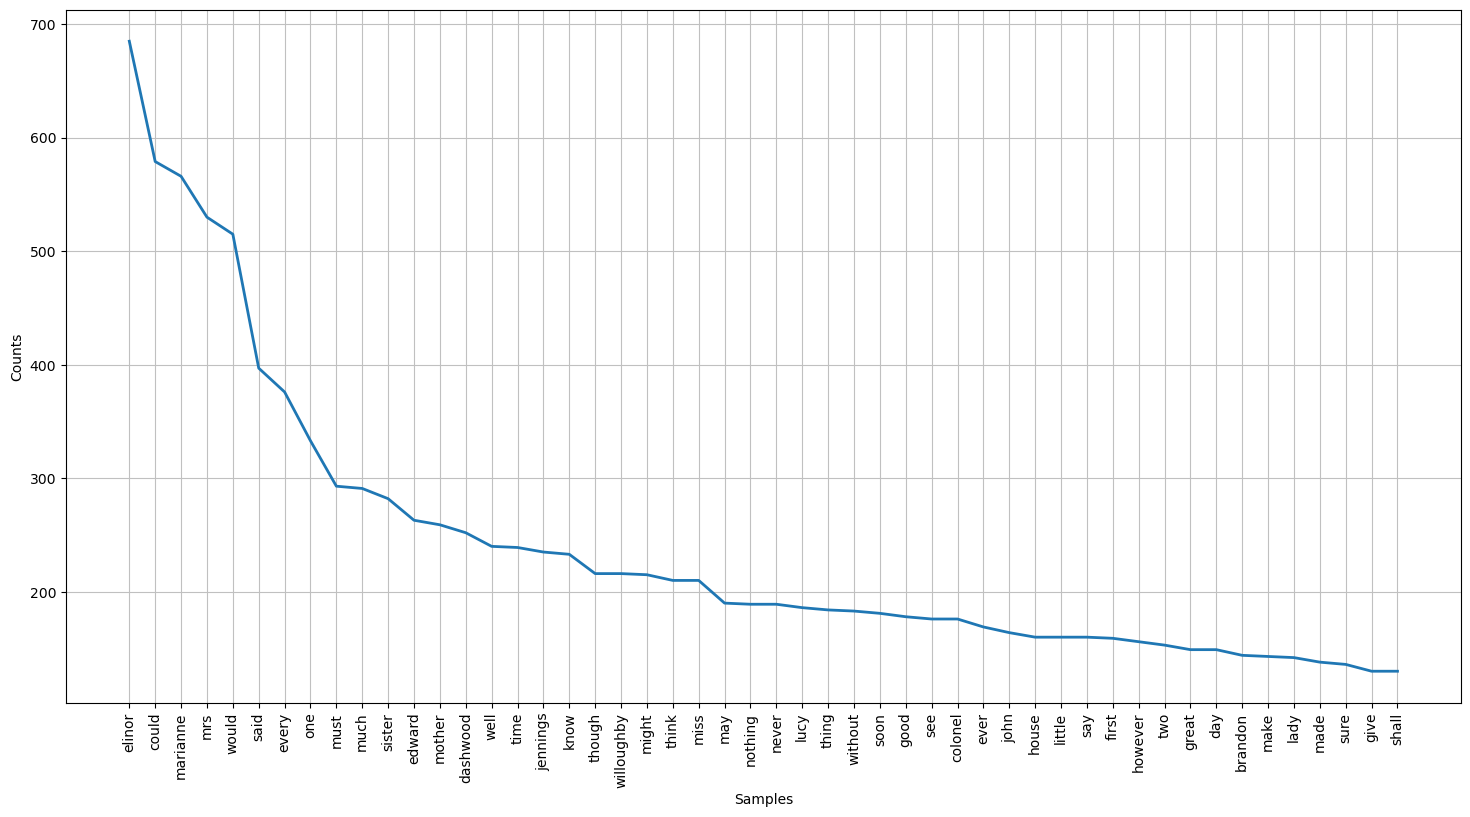 700
600
500
400
300
200
Counts
elinor
could
marianne
mrs
would
said
every
one
must
much
sister
edward
mother
dashwood
well
time
jennings
know
though
willoughby
might
think
miss
may
nothing
never
lucy
thing
without
soon
good
see
colonel
ever
john
house
little
say
first
however
two
great
day
brandon
make
lady
made
sure
give
shall
Samples